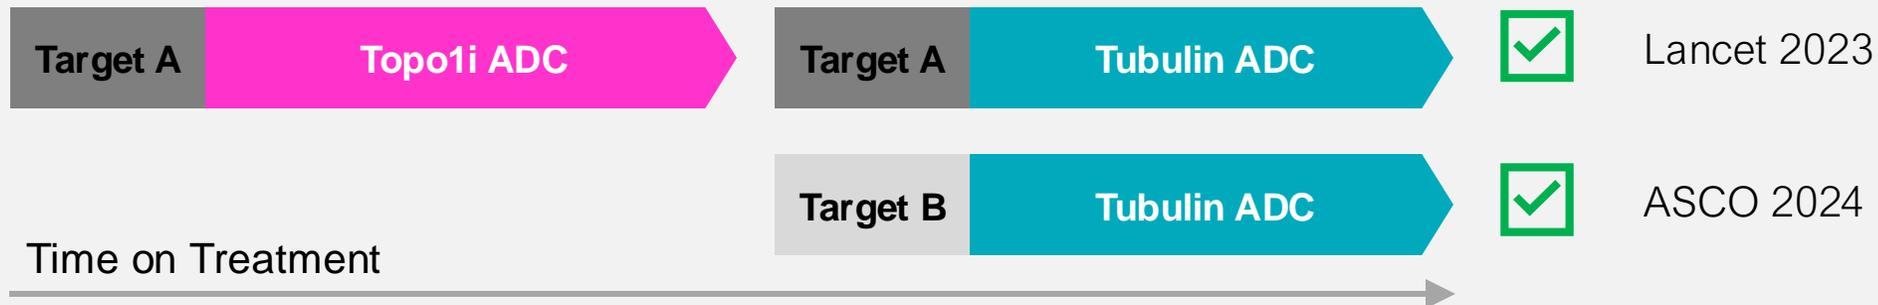 Target A Topo1i ADC Target A Tubulin ADC Lancet 2023
Target B Tubulin ADC ASCO 2024
Time on Treatment